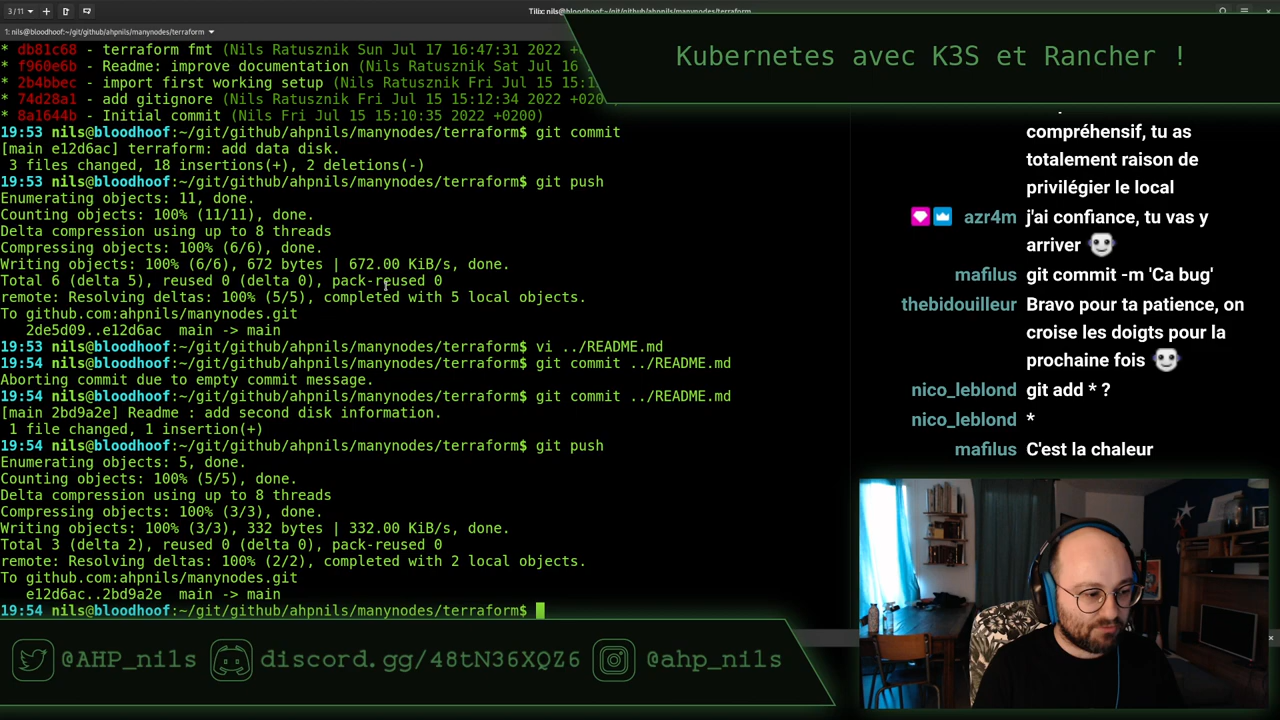 3 / 11
Tilix: nils@bloodhoof:~/git/github/ahpnils/manynodes/terraform
1: nils@bloodhoof:~/git/github/ahpnils/manynodes/terraform
* db81c68 - terraform fmt (Nils Ratusznik Sun Jul 17 16:47:31 2022 +
* f960e6b - Readme: improve documentation (Nils Ratusznik Sat Jul 16
* 2b4bbec - import first working setup (Nils Ratusznik Fri Jul 15 15:1
* 74d28a1 - add gitignore (Nils Ratusznik Fri Jul 15 15:12:34 2022 +020
* 8a1644b - Initial commit (Nils Fri Jul 15 15:10:35 2022 +0200)
19:53 nils@bloodhoof:~/git/github/ahpnils/manynodes/terraform$ git commit
[main e12d6ac] terraform: add data disk.
3 files changed, 18 insertions(+), 2 deletions(-)
19:53 nils@bloodhoof:~/git/github/ahpnils/manynodes/terraform$ git push
Enumerating objects: 11, done.
Counting objects: 100% (11/11), done.
Delta compression using up to 8 threads
Compressing objects: 100% (6/6), done.
Writing objects: 100% (6/6), 672 bytes | 672.00 KiB/s, done.
Total 6 (delta 5), reused 0 (delta 0), pack-reused 0
remote: Resolving deltas: 100% (5/5), completed with 5 local objects.
To github.com:ahpnils/manynodes.git
2de5d09..e12d6ac  main -> main
19:53 nils@bloodhoof:~/git/github/ahpnils/manynodes/terraform$ vi ../README.md
19:54 nils@bloodhoof:~/git/github/ahpnils/manynodes/terraform$ git commit ../README.md
Aborting commit due to empty commit message.
19:54 nils@bloodhoof:~/git/github/ahpnils/manynodes/terraform$ git commit ../README.md
[main 2bd9a2e] Readme : add second disk information.
1 file changed, 1 insertion(+)
19:54 nils@bloodhoof:~/git/github/ahpnils/manynodes/terraform$ git push
Enumerating objects: 5, done.
Counting objects: 100% (5/5), done.
Delta compression using up to 8 threads
Compressing objects: 100% (3/3), done.
Writing objects: 100% (3/3), 332 bytes | 332.00 KiB/s, done.
Total 3 (delta 2), reused 0 (delta 0), pack-reused 0
remote: Resolving deltas: 100% (2/2), completed with 2 local objects.
To github.com:ahpnils/manynodes.git
e12d6ac..2bd9a2e  main -> main
19:54 nils@bloodhoof:~/git/github/ahpnils/manynodes/terraform$
Kubernetes avec K3S et Rancher !
compréhensif, tu as
totalement raison de
privilégier le local
azr4m j'ai confiance, tu vas y
arriver
mafilus git commit -m 'Ca bug'
thebidouilleur Bravo pour ta patience, on
croise les doigts pour la
prochaine fois
nico_leblond git add * ?
nico_leblond *
mafilus C'est la chaleur
@AHP_nils discord.gg/48tN36XQZ6 @ahp_nils